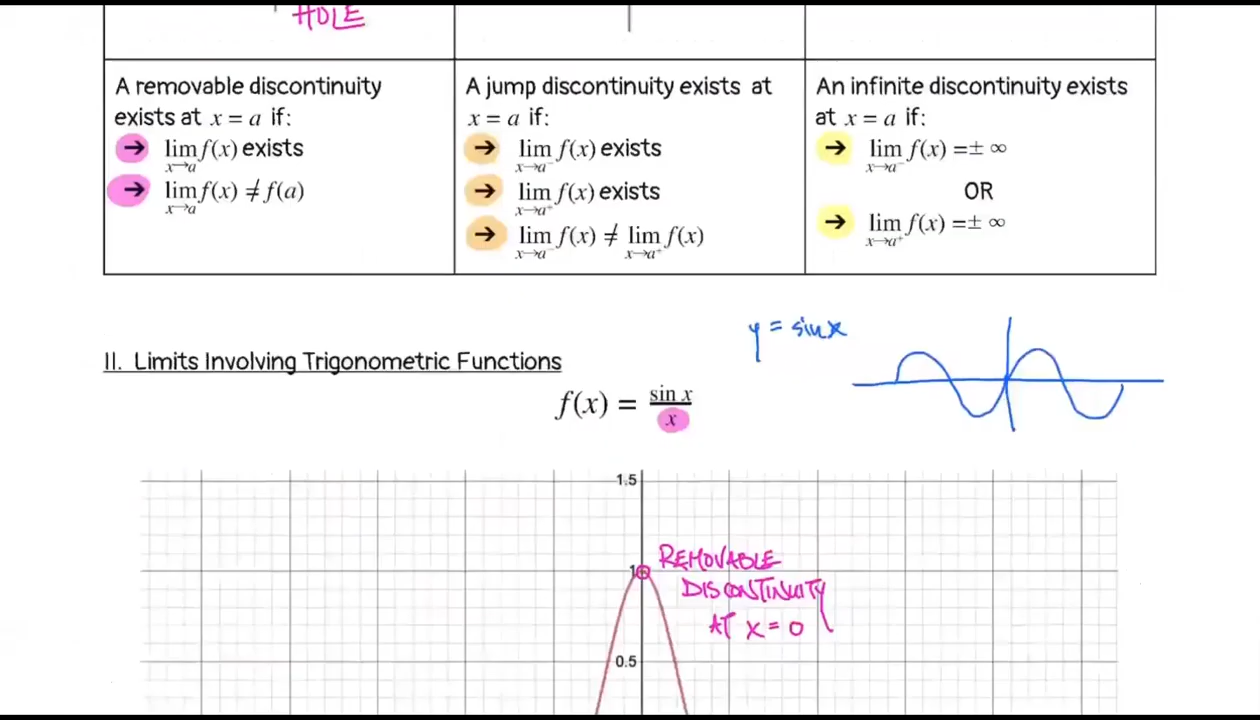 HOLE
A removable discontinuity
exists at x = a if:
→ lim f(x) exists
x→a
→ lim f(x) ≠ f(a)
x→a
A jump discontinuity exists at
x = a if:
→ lim f(x) exists
x→a⁻
→ lim f(x) exists
x→a⁺
→ lim f(x) ≠ lim f(x)
x→a⁻ x→a⁺
An infinite discontinuity exists
at x = a if:
→ lim f(x) = ± ∞
x→a⁻
OR
→ lim f(x) = ± ∞
x→a⁺
y = sin x
II. Limits Involving Trigonometric Functions
f(x) = sin x
x
1.5
1
REMOVABLE
DISCONTINUITY
AT x = 0
0.5